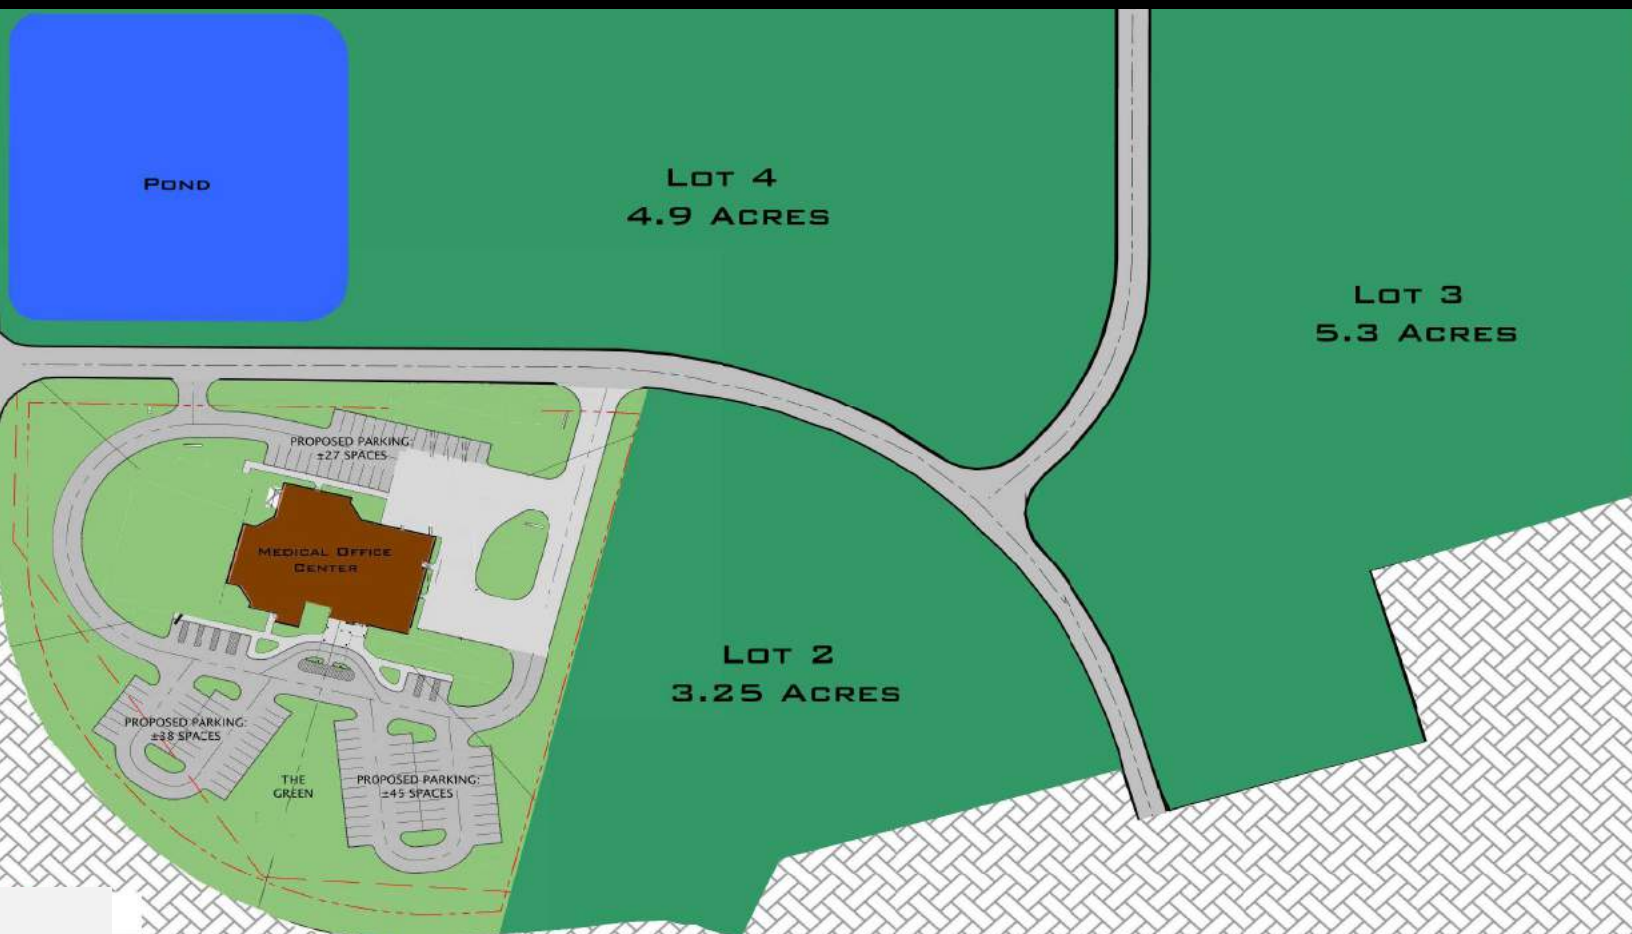 POND
LOT 4
4.9 ACRES
LOT 3
5.3 ACRES
PROPOSED PARKING:
±27 SPACES
MEDICAL OFFICE
CENTER
LOT 2
3.25 ACRES
PROPOSED PARKING:
±38 SPACES
THE
GREEN
PROPOSED PARKING:
±45 SPACES